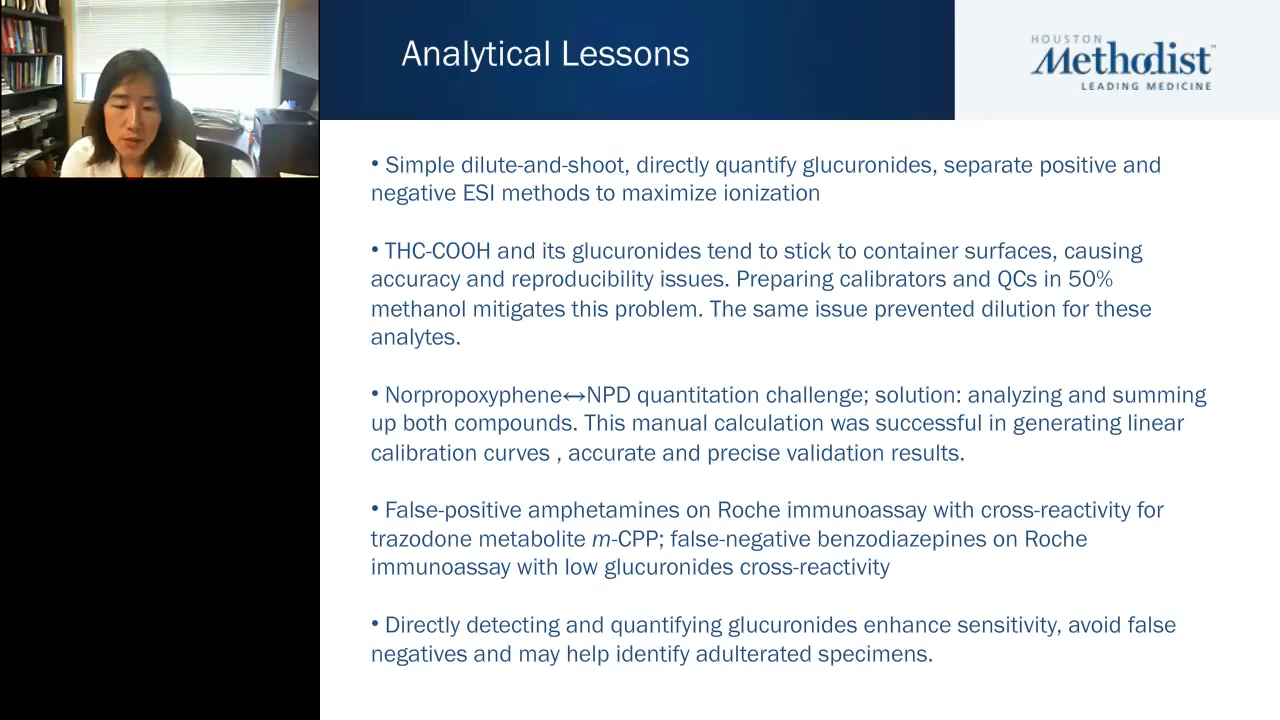 Analytical Lessons
HOUSTON
Methodist™
LEADING MEDICINE
• Simple dilute-and-shoot, directly quantify glucuronides, separate positive and
negative ESI methods to maximize ionization
• THC-COOH and its glucuronides tend to stick to container surfaces, causing
accuracy and reproducibility issues. Preparing calibrators and QCs in 50%
methanol mitigates this problem. The same issue prevented dilution for these
analytes.
• Norpropoxyphene↔NPD quantitation challenge; solution: analyzing and summing
up both compounds. This manual calculation was successful in generating linear
calibration curves , accurate and precise validation results.
• False-positive amphetamines on Roche immunoassay with cross-reactivity for
trazodone metabolite m-CPP; false-negative benzodiazepines on Roche
immunoassay with low glucuronides cross-reactivity
• Directly detecting and quantifying glucuronides enhance sensitivity, avoid false
negatives and may help identify adulterated specimens.